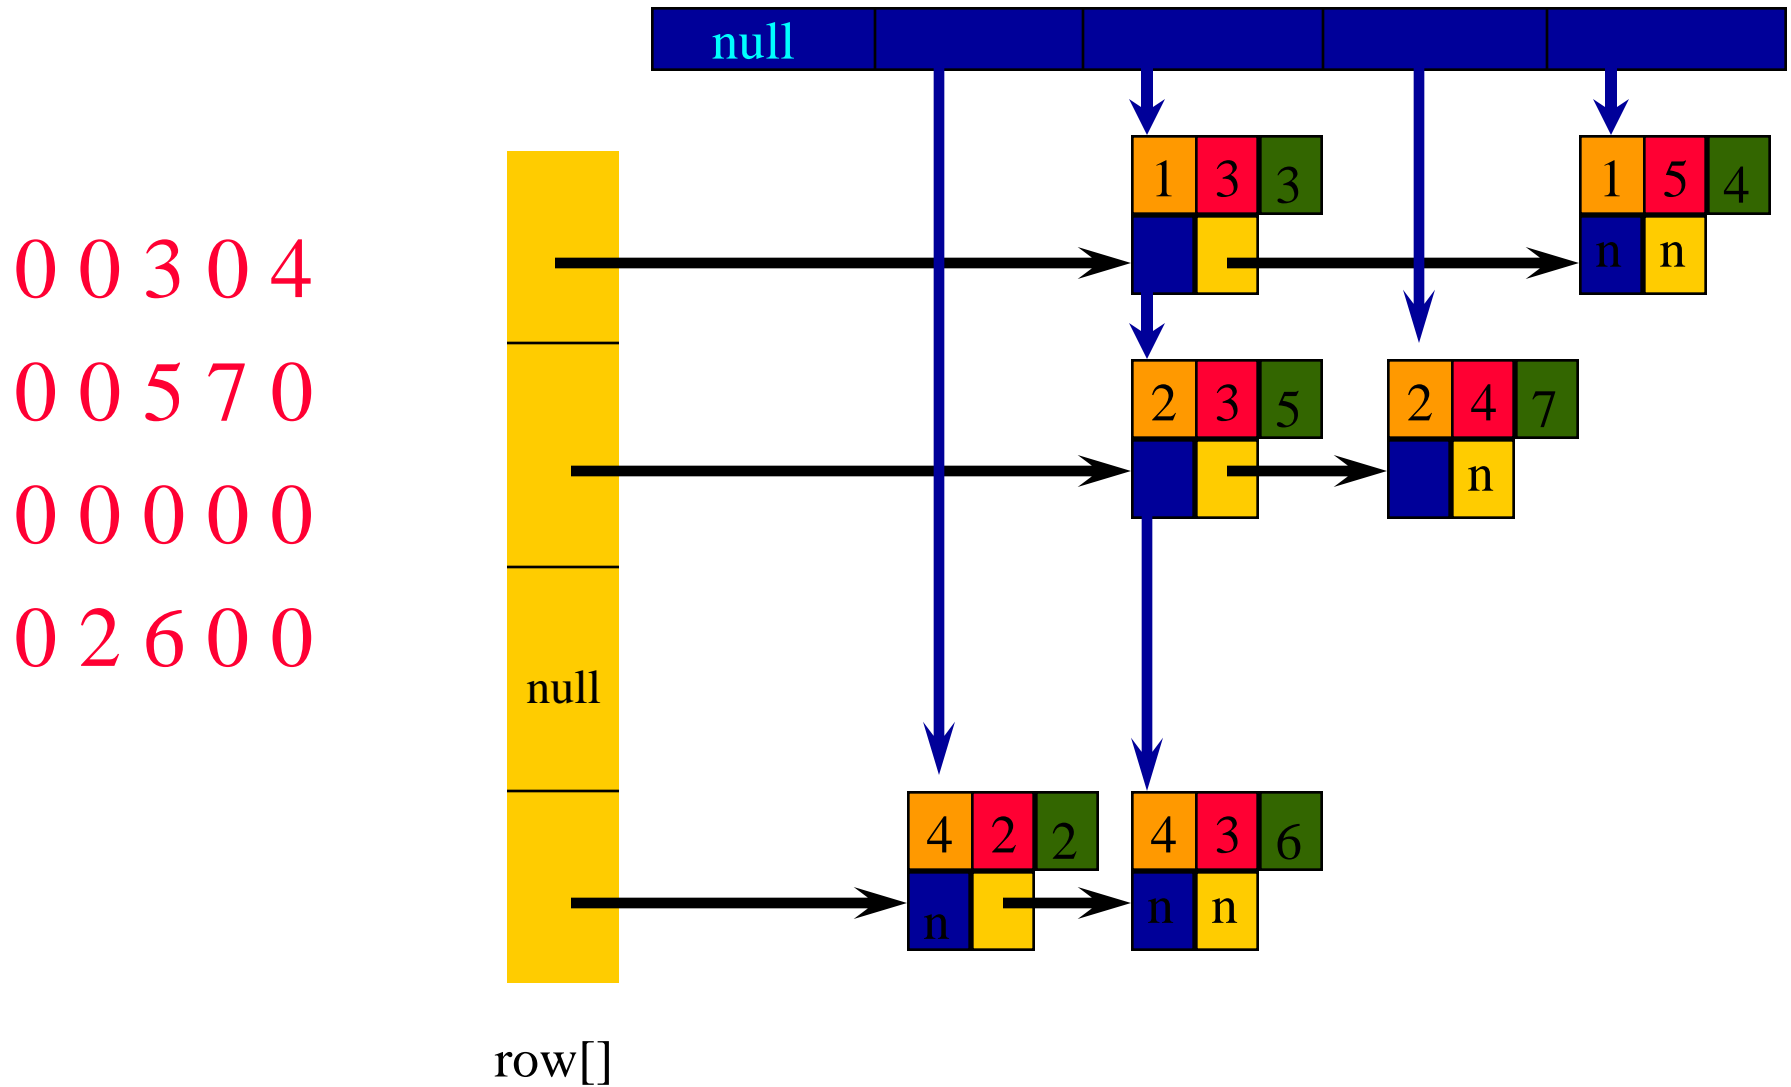 null
1 3 3
1 5 4
n n
0 0 3 0 4
0 0 5 7 0
0 0 0 0 0
0 2 6 0 0
2 3 5
2 4 7
n
null
4 2 2
4 3 6
n
n n
row[]